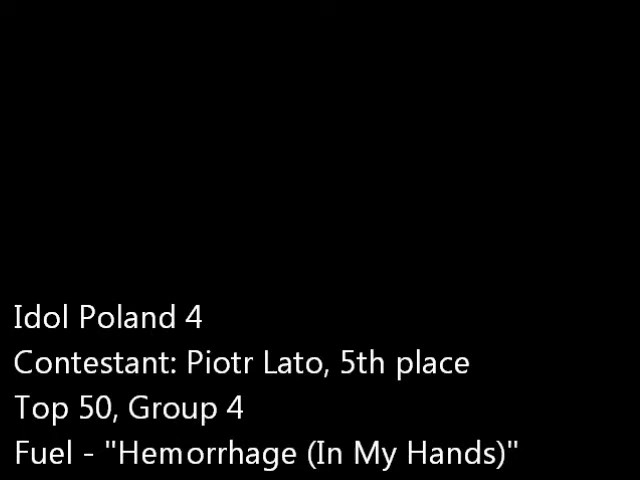 Idol Poland 4
Contestant: Piotr Lato, 5th place
Top 50, Group 4
Fuel - "Hemorrhage (In My Hands)"